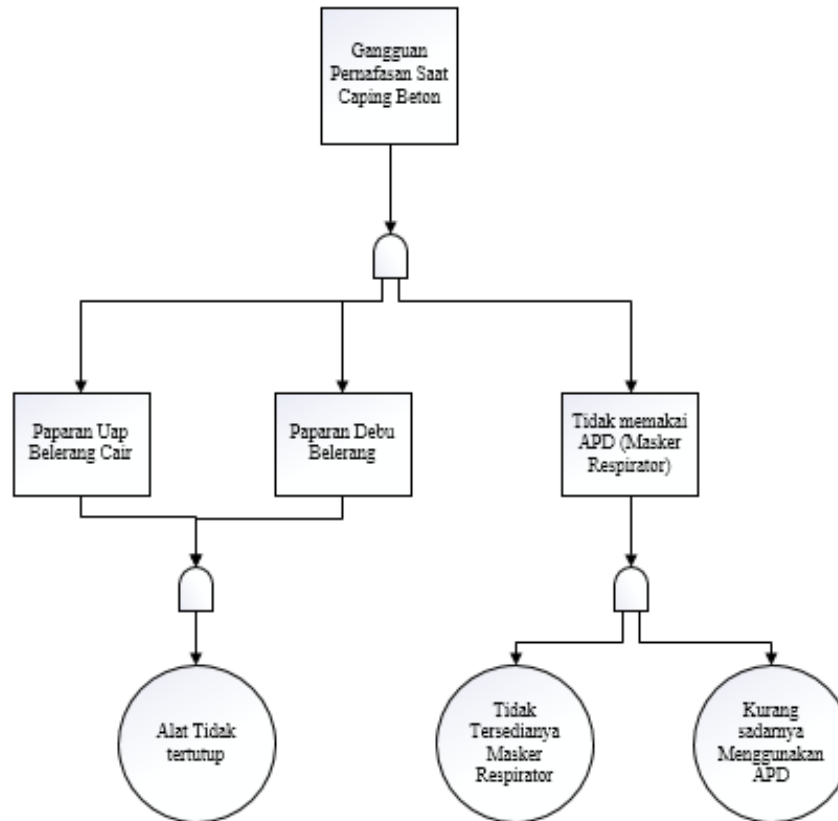 Gangguan
Pernafasan Saat
Caping Beton
Paparan Uap
Belerang Cair
Paparan Debu
Belerang
Tidak memakai
APD (Masker
Respirator)
Alat Tidak
tertutup
Tidak
Tersedianya
Masker
Respirator
Kurang
sadarnya
Menggunakan
APD